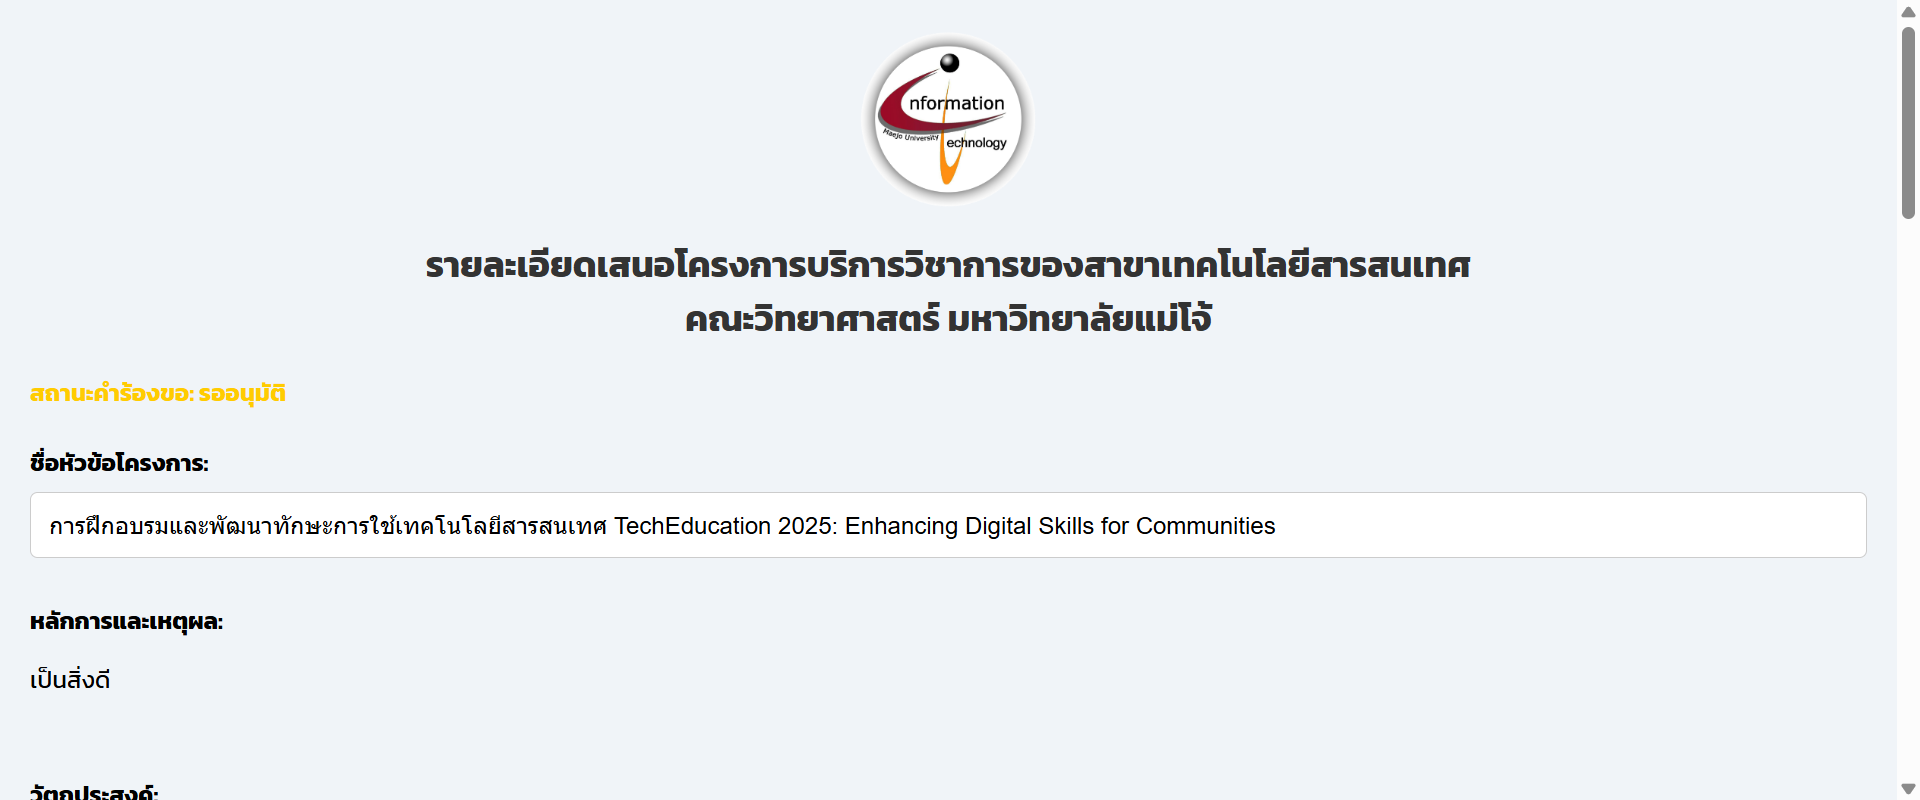 nformation
Maejo University
echnology
รายละเอียดเสนอโครงการบริการวิชาการของสาขาเทคโนโลยีสารสนเทศ
คณะวิทยาศาสตร์ มหาวิทยาลัยแม่โจ้
สถานะคำร้องขอ: รออนุมัติ
ชื่อหัวข้อโครงการ:
การฝึกอบรมและพัฒนาทักษะการใช้เทคโนโลยีสารสนเทศ TechEducation 2025: Enhancing Digital Skills for Communities
หลักการและเหตุผล:
เป็นสิ่งดี
วัตถุประสงค์: